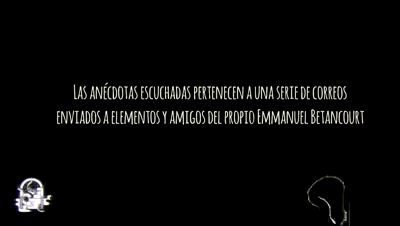 Las anécdotas escuchadas pertenecen a una serie de correos
enviados a elementos y amigos del propio Emmanuel Betancourt